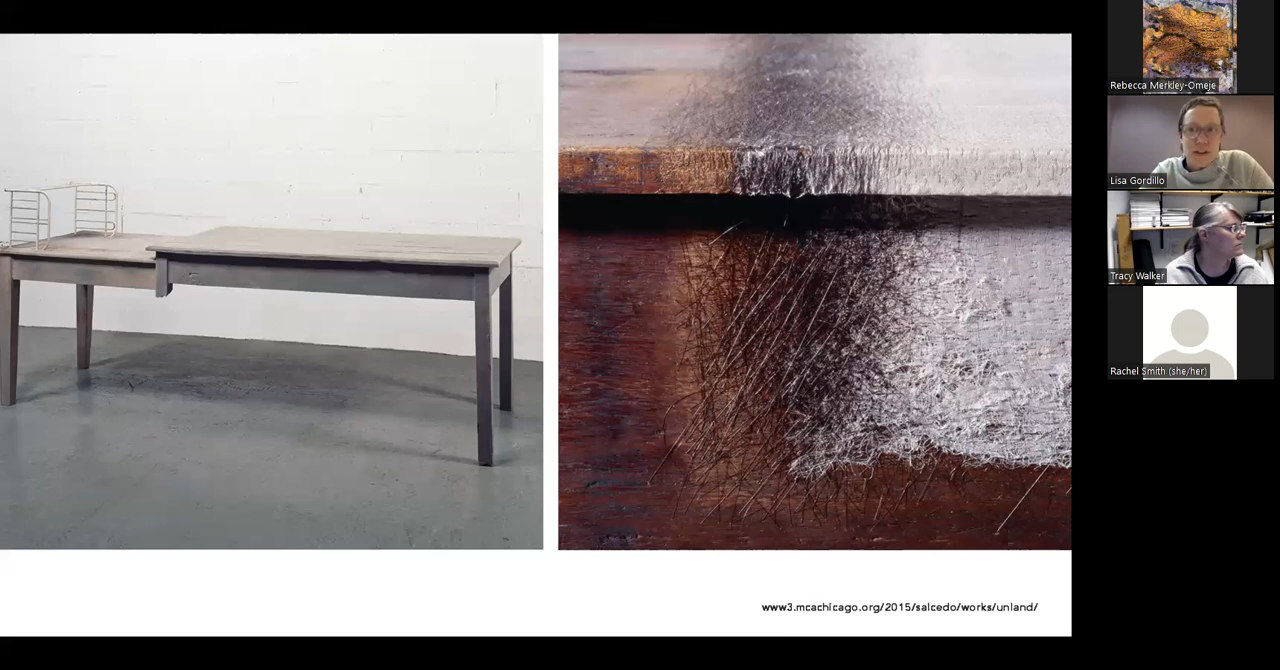 www3.mcachicago.org/2015/salcedo/works/unland/
Rebecca Merkley-Omeje
Lisa Gordillo
Tracy Walker
Rachel Smith (she/her)